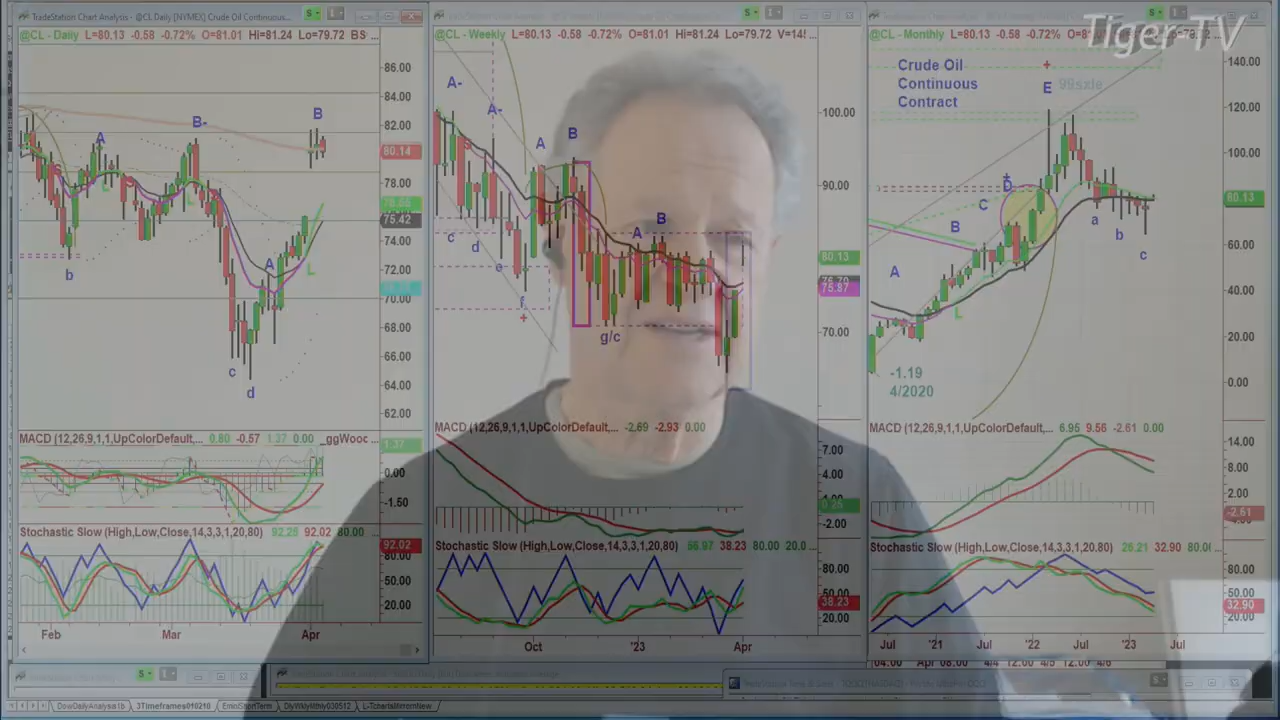 TradeStation Chart Analysis - @CL Daily [NYMEX] Crude Oil Continuous...
Tiger-TV
@CL - Daily L=80.13 -0.58 -0.72% O=81.01 Hi=81.24 Lo=79.72 BS ...
86.00
84.00
82.00
80.14
78.00
75.42
74.00
72.00
70.00
68.00
66.00
64.00
62.00
A
B-
B
A
L
L
L
b
c
d
MACD (12,26,9,1,1,UpColorDefault,... 0.80 -0.57 1.37 0.00 _ggWooc ...
1.37
0.00
-1.50
Stochastic Slow (High,Low,Close,14,3,3,1,20,80) 92.02 80.00
92.02
80.00
50.00
20.00
Feb Mar Apr
@CL - Weekly L=80.13 -0.58 -0.72% O=81.01 Hi=81.24 Lo=79.72 V=14! ...
A-
A-
A
B
A
B
c
d
e
f
g/c
100.00
90.00
80.13
75.87
70.00
MACD (12,26,9,1,1,UpColorDefault,... -2.69 -2.93 0.00
7.00
4.00
-2.00
Stochastic Slow (High,Low,Close,14,3,3,1,20,80) 66.97 38.23 80.00 20.0 ...
80.00
50.00
38.23
20.00
Oct '23 Apr
@CL - Monthly L=80.13 -0.58 -0.72%
Crude Oil
Continuous
Contract
E
D
C
B
A
L
a
b
c
-1.19
4/2020
140.00
120.00
100.00
80.13
60.00
40.00
20.00
0.00
MACD (12,26,9,1,1,UpColorDefault,... 6.95 9.56 -2.61 0.00
14.00
8.00
2.00
-2.61
Stochastic Slow (High,Low,Close,14,3,3,1,20,80) 26.21 32.90 80.00 ...
80.00
50.00
32.90
20.00
Jul '21 Jul '22 Jul '23 Jul
3Timeframes010210
EminiShortTerm
DlyWklyMthly030512